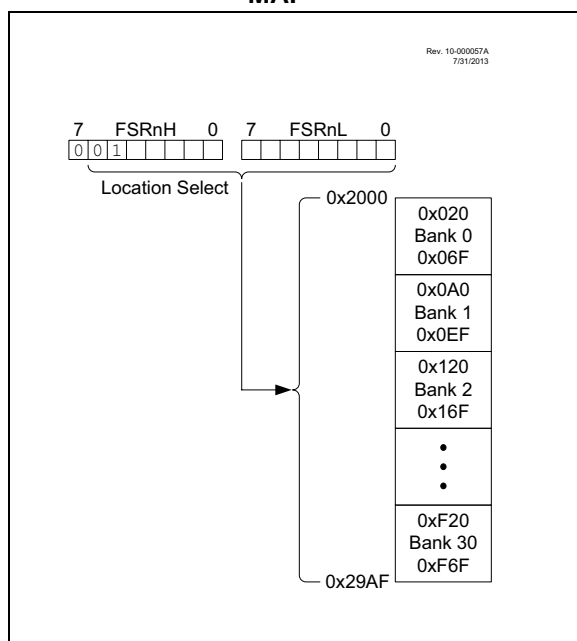 MAP
Rev. 10-000057A
7/31/2013
7 FSRnH 0 7 FSRnL 0
0 0 1
Location Select
0x2000
0x020
Bank 0
0x06F
0x0A0
Bank 1
0x0EF
0x120
Bank 2
0x16F
0xF20
Bank 30
0xF6F
0x29AF